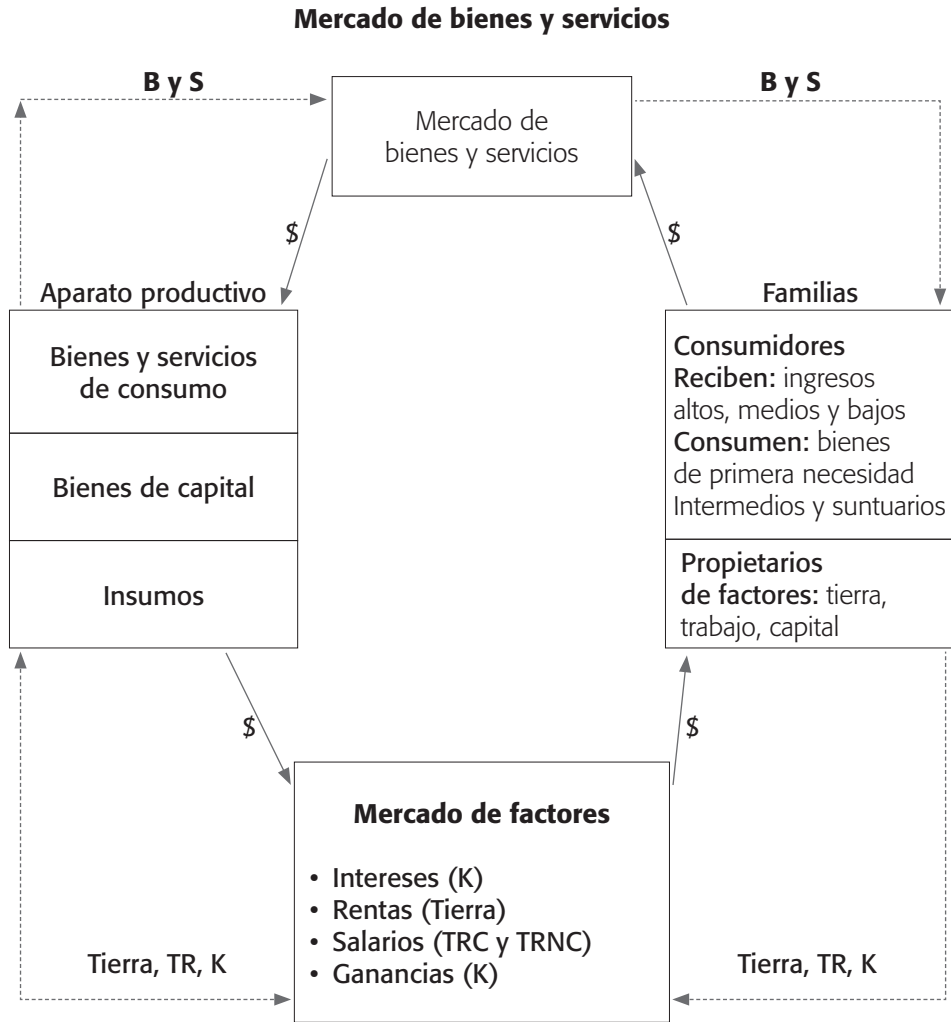 Mercado de bienes y servicios
B y S
B y S
Mercado de
bienes y servicios
$
$
Aparato productivo
Familias
Bienes y servicios
de consumo
Bienes de capital
Insumos
Consumidores
Reciben: ingresos
altos, medios y bajos
Consumen: bienes
de primera necesidad
Intermedios y suntuarios
Propietarios
de factores: tierra,
trabajo, capital
$
$
Mercado de factores
• Intereses (K)
• Rentas (Tierra)
• Salarios (TRC y TRNC)
• Ganancias (K)
Tierra, TR, K
Tierra, TR, K